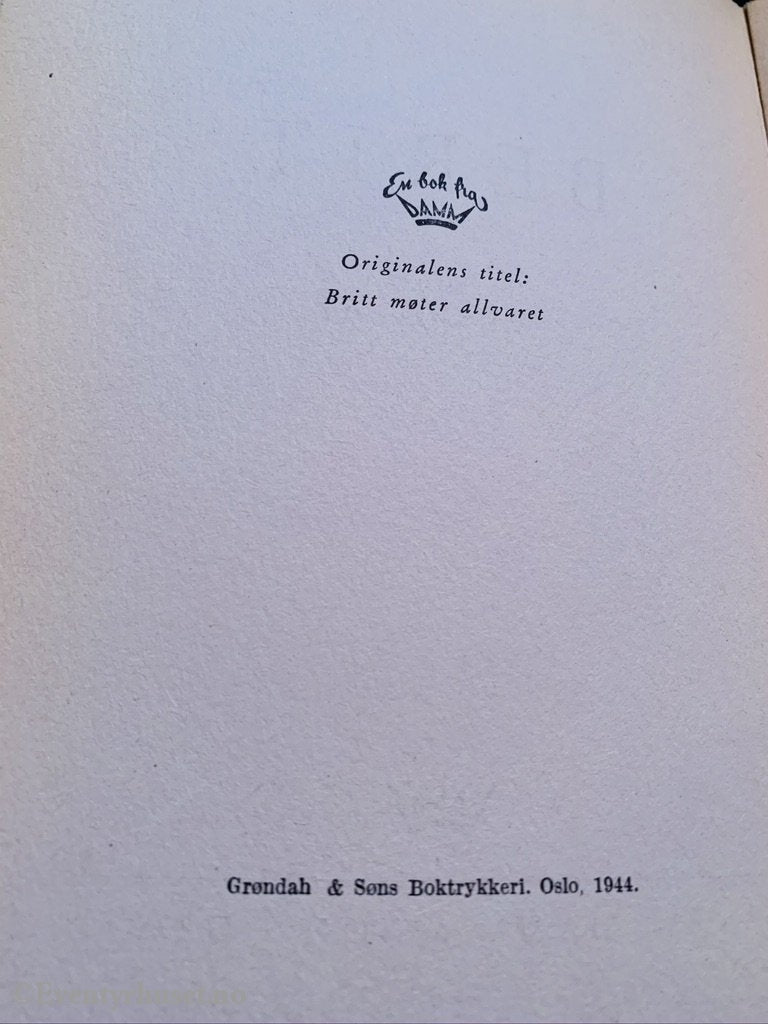 En bok fra
DAMM
Originalens titel:
Britt møter allvaret
Grøndah & Søns Boktrykkeri. Oslo, 1944.